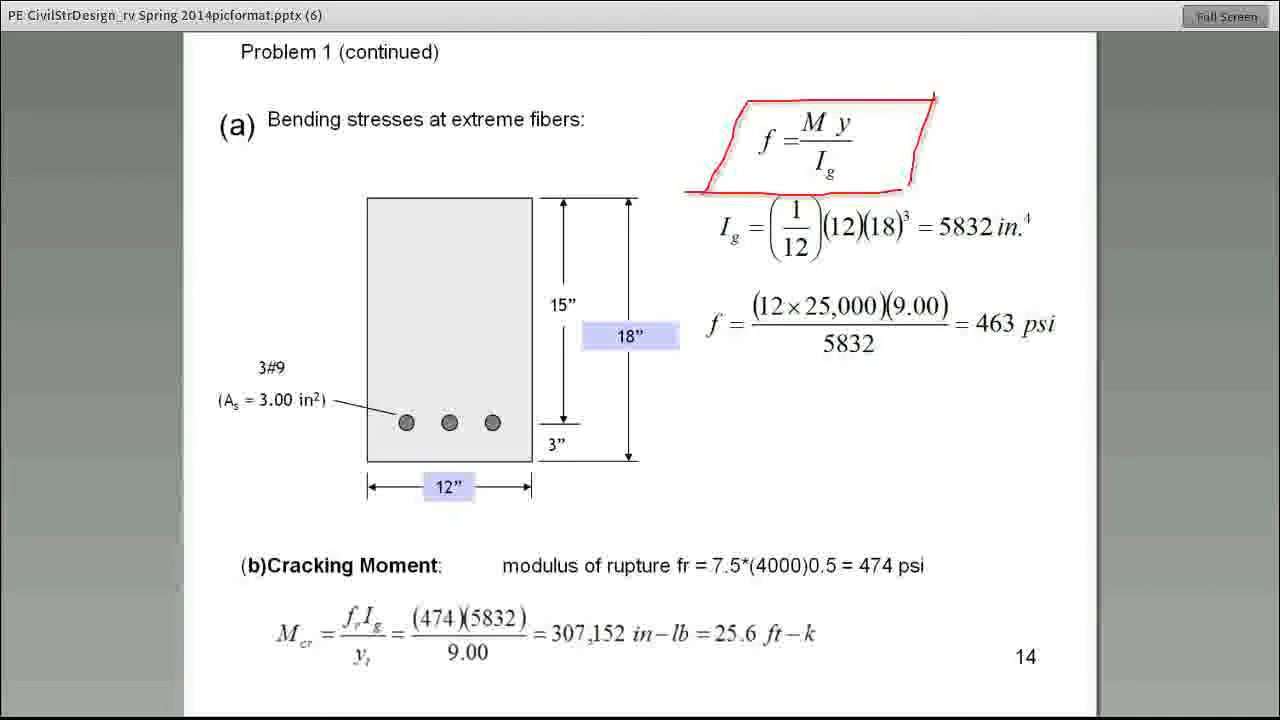 PE CivilStrDesign_rv Spring 2014picformat.pptx (6)
Full Screen
Problem 1 (continued)
(a) Bending stresses at extreme fibers:
f = M y / I_g
I_g = (1/12)(12)(18)³ = 5832 in.⁴
15”
f = (12 × 25,000)(9.00) / 5832 = 463 psi
18”
3#9
(A_s = 3.00 in²)
3”
12”
(b)Cracking Moment: modulus of rupture fr = 7.5*(4000)0.5 = 474 psi
M_cr = f_r I_g / y_t = (474)(5832) / 9.00 = 307,152 in–lb = 25.6 ft–k
14